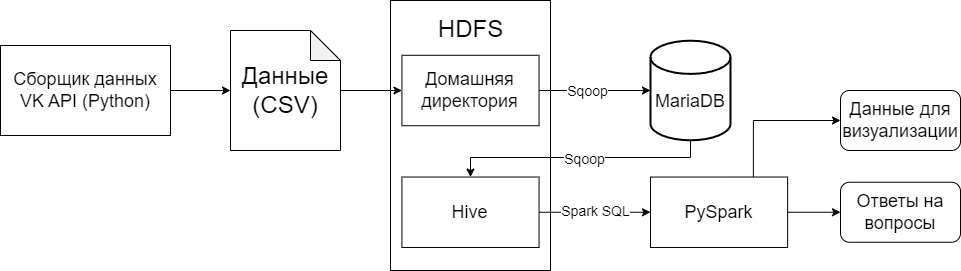 Сборщик данных
VK API (Python)
Данные
(CSV)
HDFS
Домашняя
директория
Sqoop
MariaDB
Sqoop
Hive
Spark SQL
PySpark
Данные для
визуализации
Ответы на
вопросы